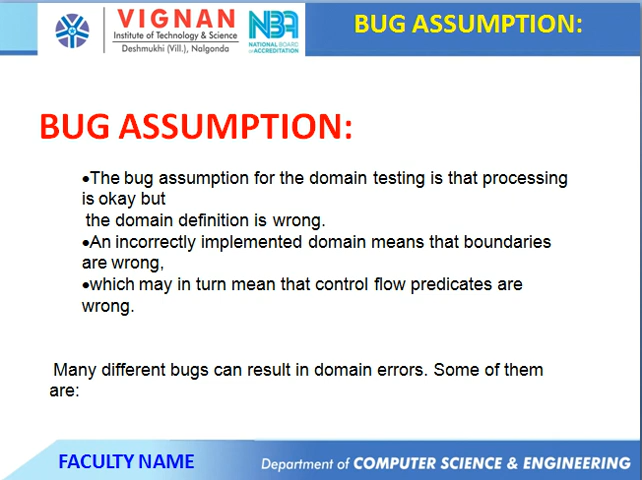 VIGNAN
Institute of Technology & Science
Deshmukhi (Vill.), Nalgonda
NBA
NATIONAL BOARD
of ACCREDITATION
BUG ASSUMPTION:
BUG ASSUMPTION:
•The bug assumption for the domain testing is that processing
is okay but
the domain definition is wrong.
•An incorrectly implemented domain means that boundaries
are wrong,
•which may in turn mean that control flow predicates are
wrong.
Many different bugs can result in domain errors. Some of them
are:
FACULTY NAME
Department of COMPUTER SCIENCE & ENGINEERING